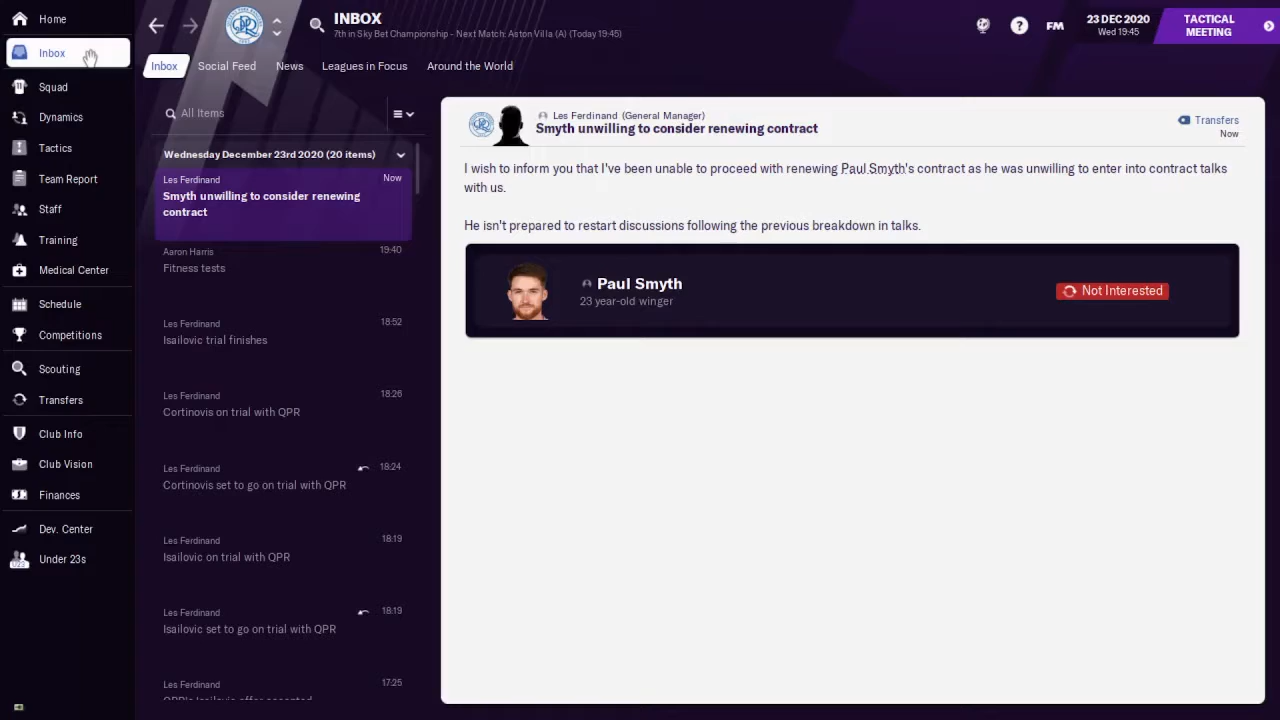 Home
Inbox
Squad
Dynamics
Tactics
Team Report
Staff
Training
Medical Center
Schedule
Competitions
Scouting
Transfers
Club Info
Club Vision
Finances
Dev. Center
Under 23s
INBOX
7th in Sky Bet Championship - Next Match: Aston Villa (A) (Today 19:45)
?
FM
23 DEC 2020
Wed 19:45
TACTICAL
MEETING
Inbox
Social Feed
News
Leagues in Focus
Around the World
All Items
Wednesday December 23rd 2020 (20 items)
Les Ferdinand
Now
Smyth unwilling to consider renewing
contract
Aaron Harris
19:40
Fitness tests
Les Ferdinand
18:52
Isailovic trial finishes
Les Ferdinand
18:26
Cortinovis on trial with QPR
Les Ferdinand
18:24
Cortinovis set to go on trial with QPR
Les Ferdinand
18:19
Isailovic on trial with QPR
Les Ferdinand
18:19
Isailovic set to go on trial with QPR
Les Ferdinand
17:25
QPR's Isailovic offer accepted
Les Ferdinand (General Manager)
Smyth unwilling to consider renewing contract
Transfers
Now
I wish to inform you that I've been unable to proceed with renewing Paul Smyth's contract as he was unwilling to enter into contract talks
with us.
He isn't prepared to restart discussions following the previous breakdown in talks.
Paul Smyth
23 year-old winger
Not Interested